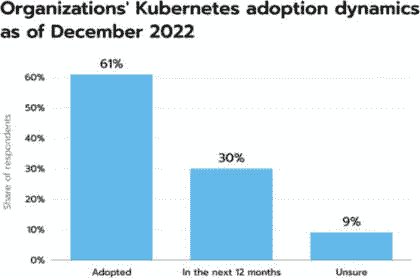 Organizations' Kubernetes adoption dynamics
as of December 2022
Share of respondents
60%
50%
40%
30%
20%
10%
0%
61%
30%
9%
Adopted
In the next 12 months
Unsure